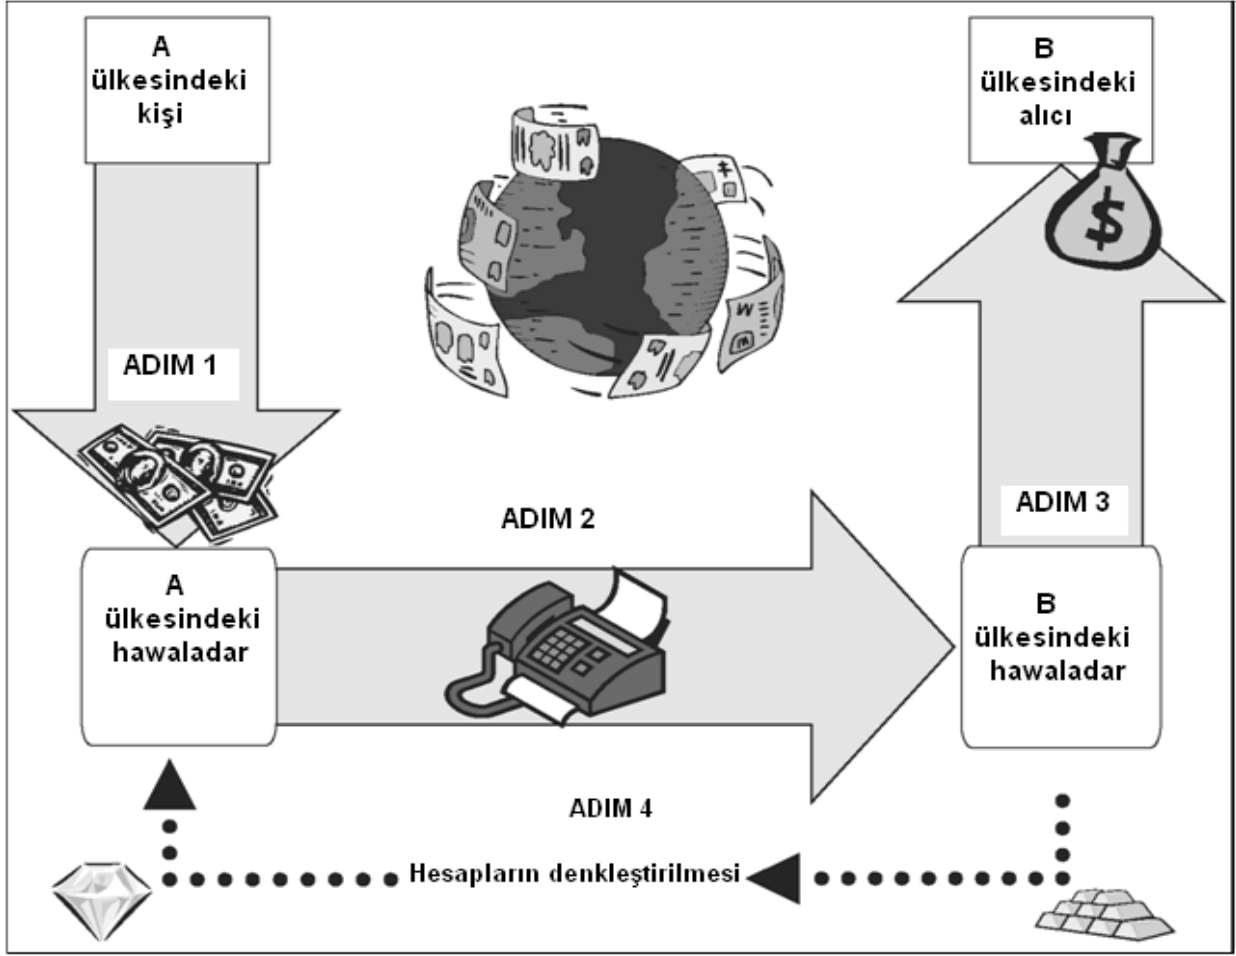 A
ülkesindeki
kişi
B
ülkesindeki
alıcı
$
ADIM 1
ADIM 2
ADIM 3
A
ülkesindeki
hawaladar
B
ülkesindeki
hawaladar
ADIM 4
Hesapların denkleştirilmesi